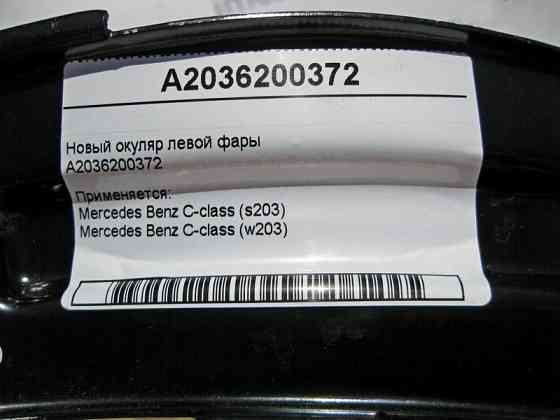 A2036200372
Новый окуляр левой фары
A2036200372
Применяется:
Mercedes Benz C-class (s203)
Mercedes Benz C-class (w203)